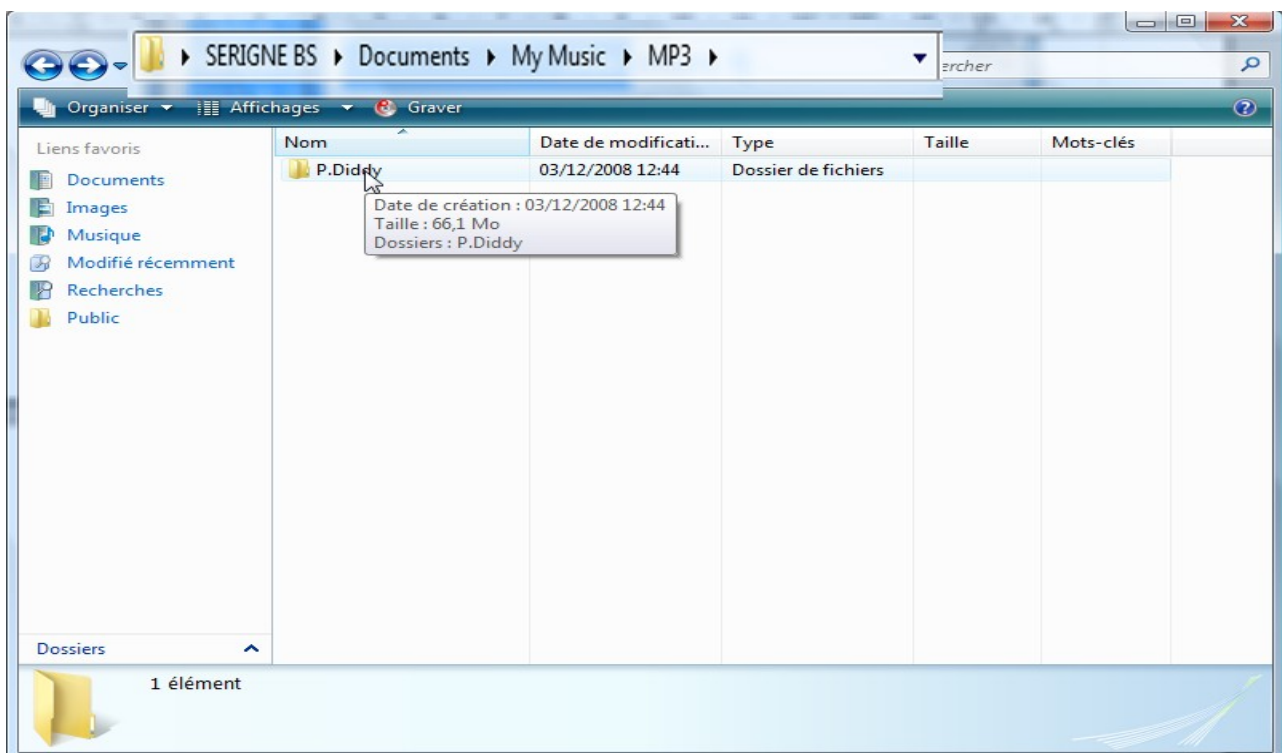 SERIGNE BS Documents My Music MP3
ercher
Organiser Affichages Graver
Liens favoris
Documents
Images
Musique
Modifié récemment
Recherches
Public
Dossiers
Nom Date de modificati... Type Taille Mots-clés
P.Diddy 03/12/2008 12:44 Dossier de fichiers
Date de création : 03/12/2008 12:44
Taille : 66,1 Mo
Dossiers : P.Diddy
1 élément